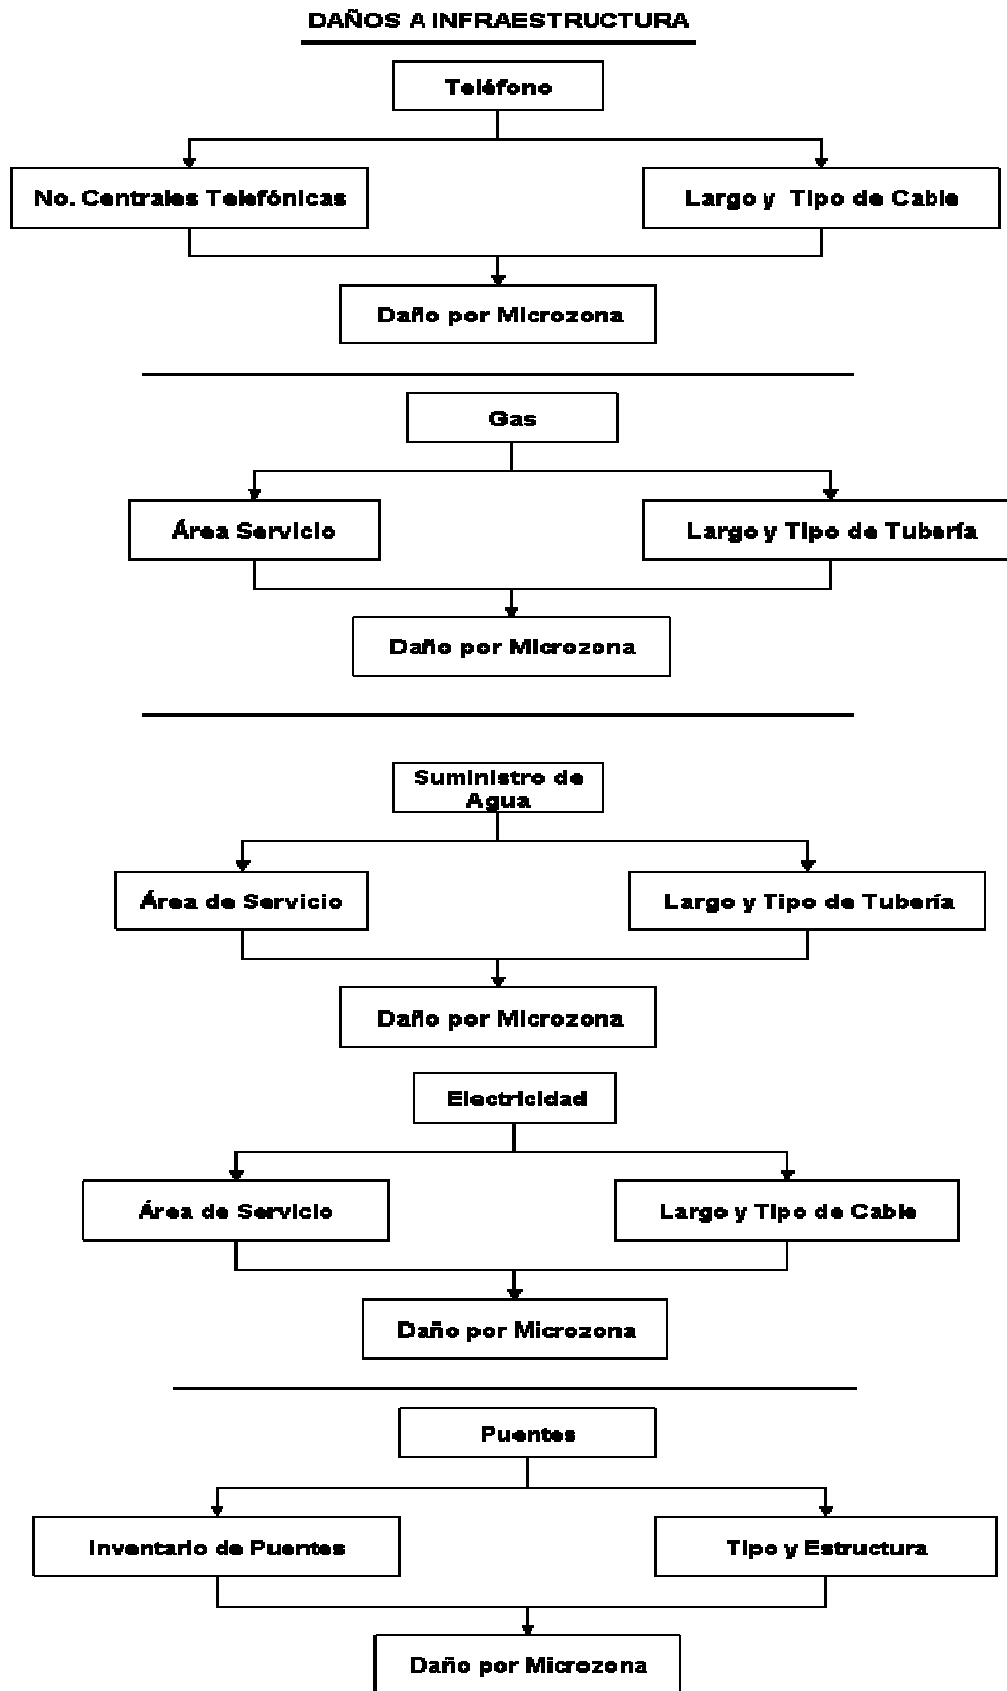 DAÑOS A INFRAESTRUCTURA
Teléfono
No. Centrales Telefónicas
Largo y Tipo de Cable
Daño por Microzona
Gas
Área Servicio
Largo y Tipo de Tubería
Daño por Microzona
Suministro de
Agua
Área de Servicio
Largo y Tipo de Tubería
Daño por Microzona
Electricidad
Área de Servicio
Largo y Tipo de Cable
Daño por Microzona
Puentes
Inventario de Puentes
Tipo y Estructura
Daño por Microzona